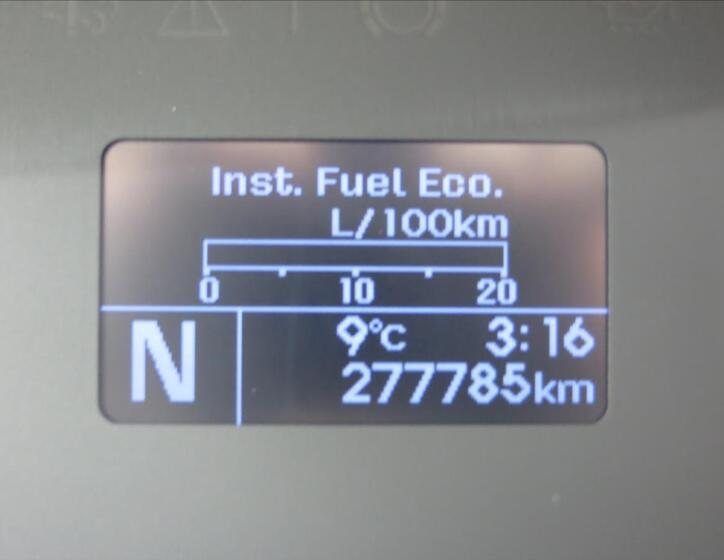 Inst. Fuel Eco.
L/100km
0 10 20
N
9°C 3:16
277785km